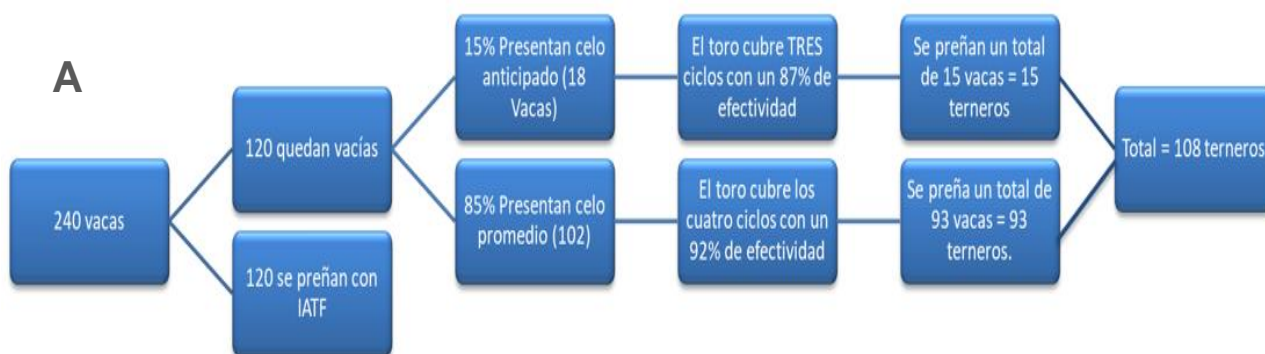 A
240 vacas
120 quedan vacías
120 se preñan con
IATF
15% Presentan celo
anticipado (18
Vacas)
85% Presentan celo
promedio (102)
El toro cubre TRES
ciclos con un 87% de
efectividad
El toro cubre los
cuatro ciclos con un
92% de efectividad
Se preñan un total
de 15 vacas = 15
terneros
Se preña un total de
93 vacas = 93
terneros.
Total = 108 terneros